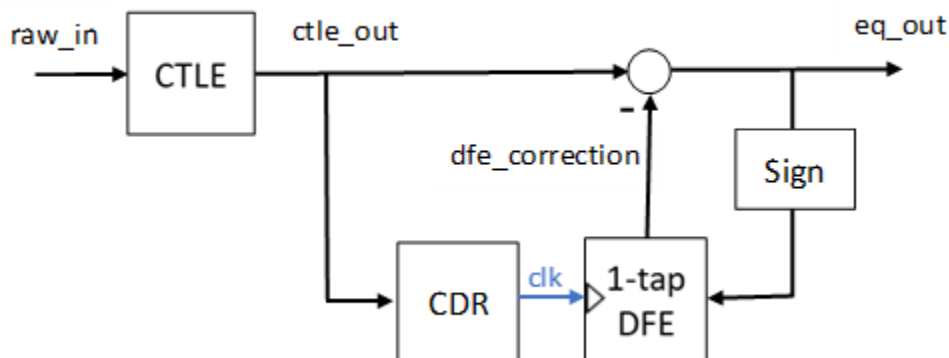 raw_in
CTLE
ctle_out
eq_out
-
dfe_correction
Sign
CDR
clk
1-tap
DFE